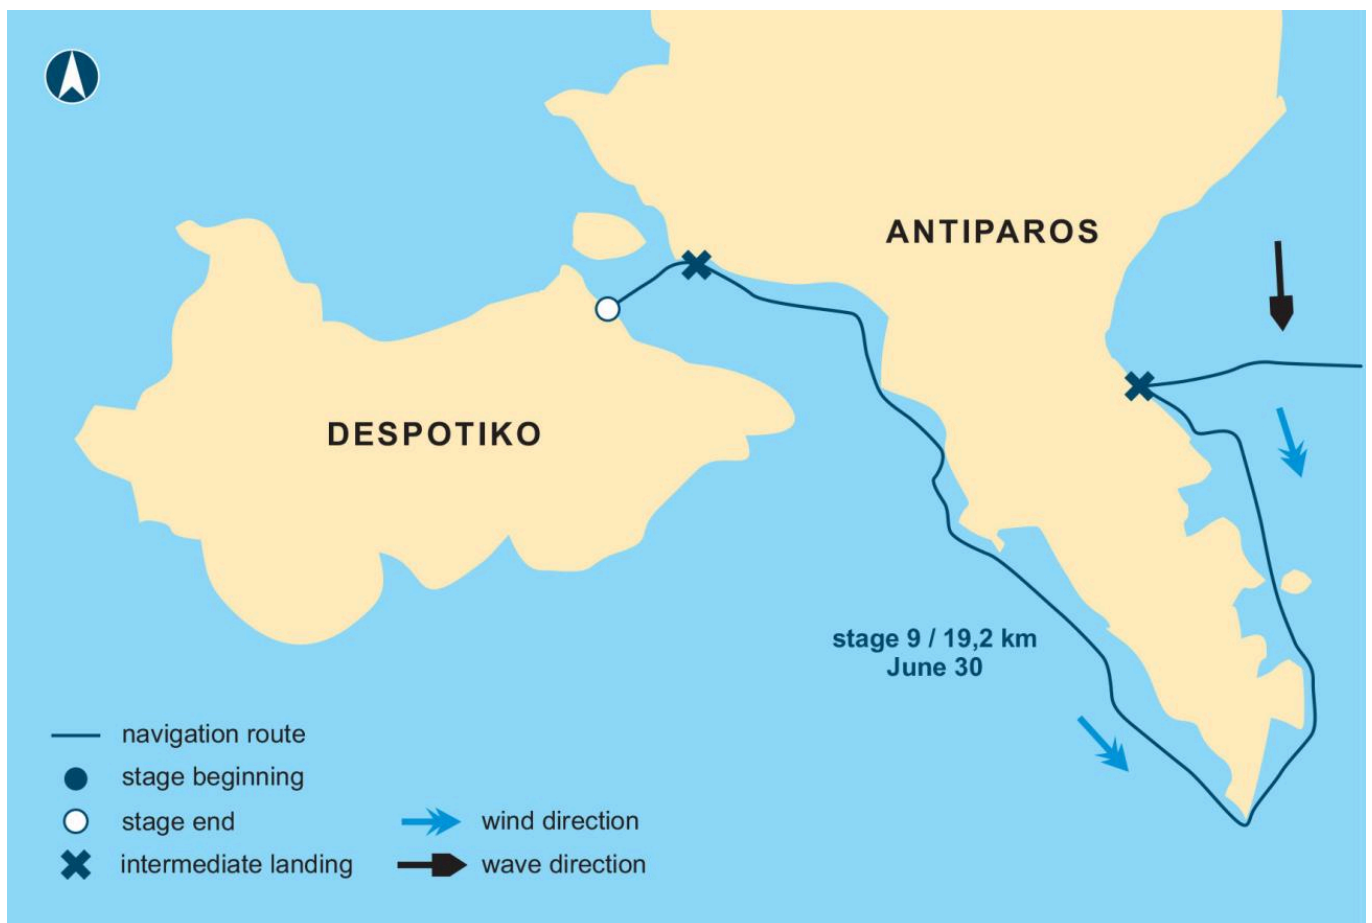 ANTIPAROS
DESPOTIKO
stage 9 / 19,2 km
June 30
navigation route
stage beginning
stage end
intermediate landing
wind direction
wave direction